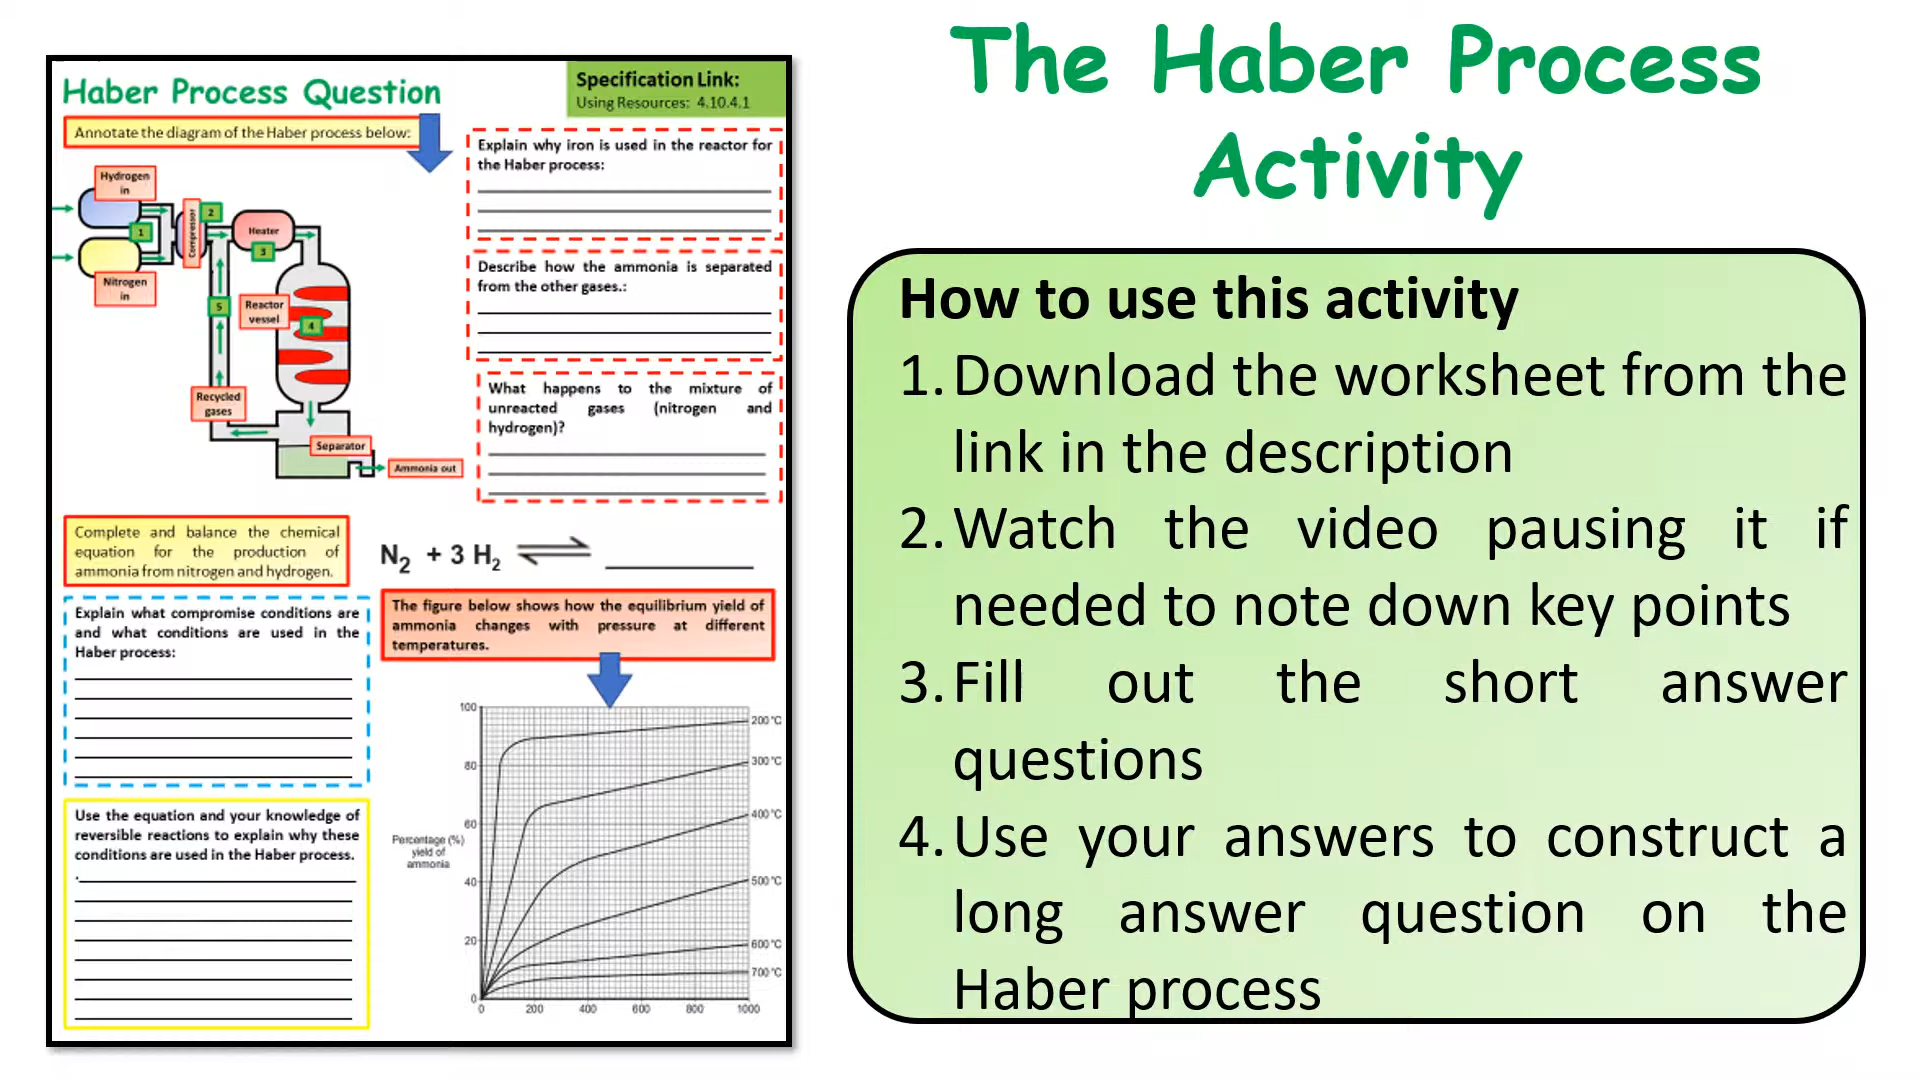 The Haber Process
Activity
Haber Process Question
Specification Link:
Using Resources: 4.10.4.1
Annotate the diagram of the Haber process below:
Hydrogen
in
1
Nitrogen
in
Compressor
2
Heater
3
Reactor
vessel
4
5
Recycled
gases
Separator
Ammonia out
Explain why iron is used in the reactor for
the Haber process:
Describe how the ammonia is separated
from the other gases.:
What happens to the mixture of
unreacted gases (nitrogen and
hydrogen)?
Complete and balance the chemical
equation for the production of
ammonia from nitrogen and hydrogen.
N2 + 3 H2 ⇌
Explain what compromise conditions are
and what conditions are used in the
Haber process:
Use the equation and your knowledge of
reversible reactions to explain why these
conditions are used in the Haber process.
.
The figure below shows how the equilibrium yield of
ammonia changes with pressure at different
temperatures.
Percentage (%)
yield of
ammonia
100
80
60
40
20
0
200 °C
300 °C
400 °C
500 °C
600 °C
700 °C
0 200 400 600 800 1000
How to use this activity
1. Download the worksheet from the
link in the description
2. Watch the video pausing it if
needed to note down key points
3. Fill out the short answer
questions
4. Use your answers to construct a
long answer question on the
Haber process